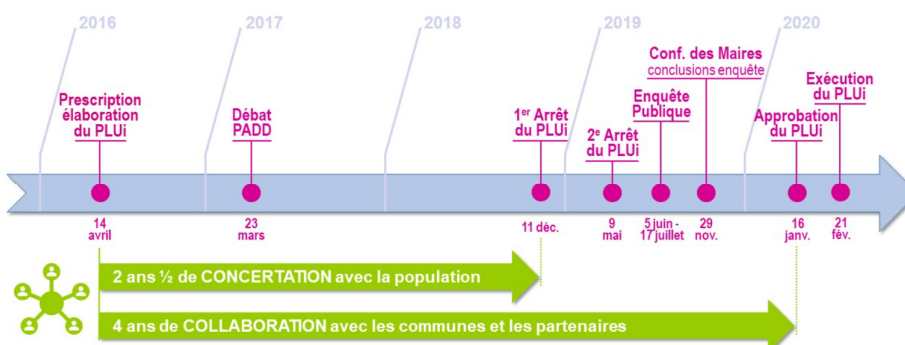 2016
2017
2018
2019
2020
Prescription
élaboration
du PLUi
Débat
PADD
1er Arrêt
du PLUi
2e Arrêt
du PLUi
Enquête
Publique
Conf. des Maires
conclusions enquête
Approbation
du PLUi
Exécution
du PLUi
14
avril
23
mars
11 déc.
9
mai
5 juin -
17 juillet
29
nov.
16
janv.
21
fév.
2 ans ½ de CONCERTATION avec la population
4 ans de COLLABORATION avec les communes et les partenaires